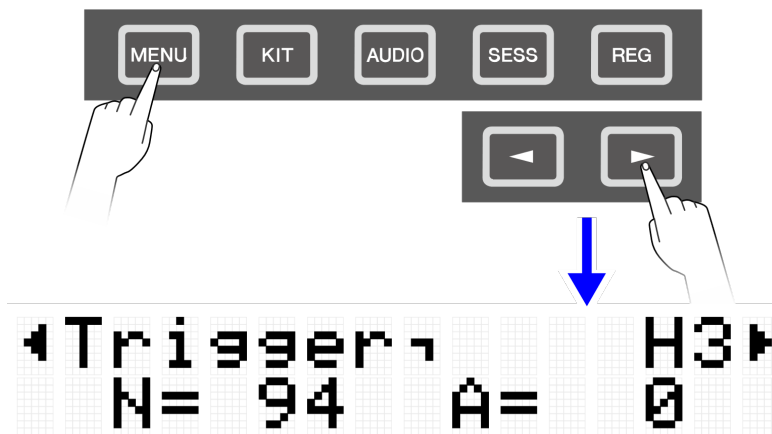 MENU KIT AUDIO SESS REG
◄ ►
◀Trigger¬ H3▶
N= 94 A= 0